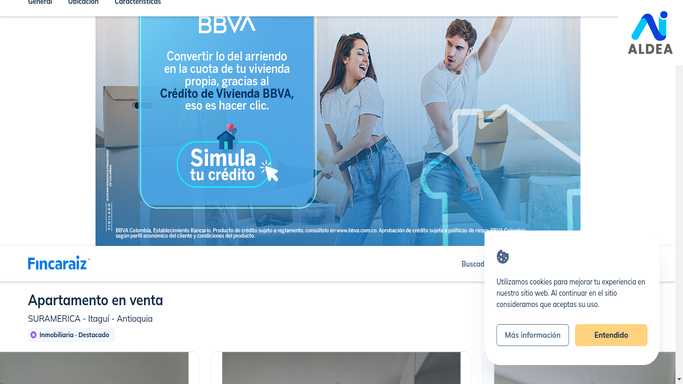 General Ubicación Características
BBVA
Convertir lo del arriendo
en la cuota de tu vivienda
propia, gracias al
Crédito de Vivienda BBVA,
eso es hacer clic.
Simula
tu crédito
BBVA Colombia, Establecimiento Bancario. Producto de crédito sujeto a reglamento, consúltelo en www.bbva.com.co. Aprobación de crédito sujeta a políticas de riesgo BBVA Colombia,
según perfil económico del cliente y condiciones del producto.
ALDEA
Fincaraíz
Buscad
Apartamento en venta
SURAMERICA - Itaguí - Antioquia
Inmobiliaria - Destacado
Utilizamos cookies para mejorar tu experiencia en
nuestro sitio web. Al continuar en el sitio
consideramos que aceptas su uso.
Más información
Entendido